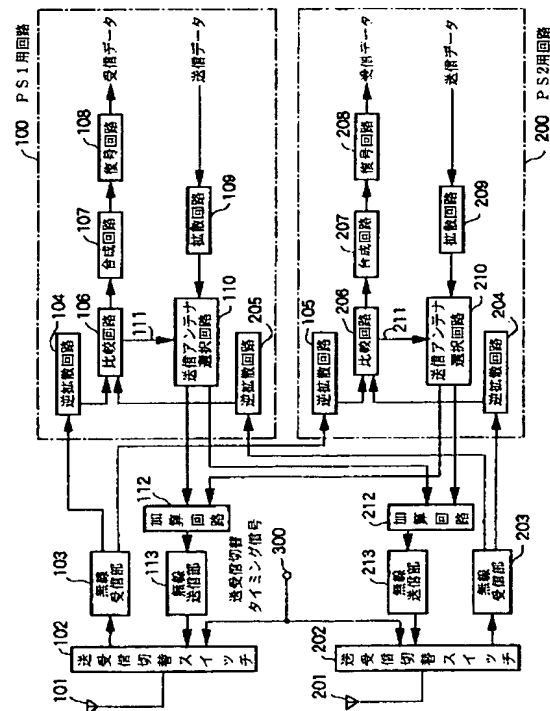 100 PS1用回路
受信データ
送信データ
108
復号回路
107
合成回路
109
拡散回路
104
逆拡散回路
106
比較回路
111
110
送信アンテナ
選択回路
205
逆拡散回路
200 PS2用回路
受信データ
送信データ
208
復号回路
207
合成回路
209
拡散回路
105
逆拡散回路
206
比較回路
211
210
送信アンテナ
選択回路
204
逆拡散回路
112
加算回路
212
加算回路
103
無線
受信部
113
無線
送信部
送受信切替
タイミング信号
300
213
無線
送信部
203
無線
受信部
102
送受信切替スイッチ
101
202
送受信切替スイッチ
201